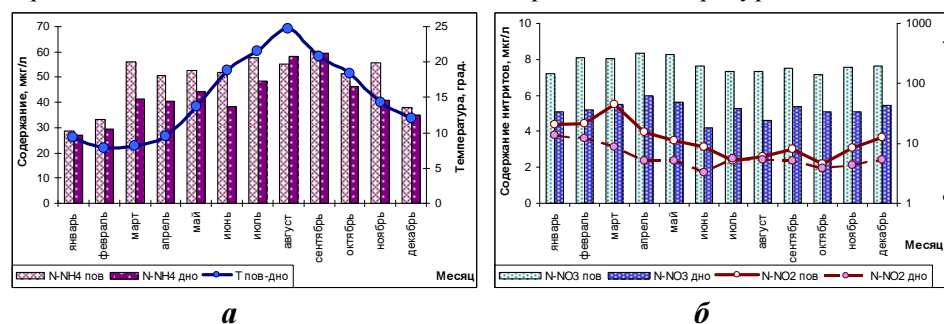 Содержание, мкг/л
70
60
50
40
30
20
10
0
25
20
15
10
5
0
Температура, град.
январь
февраль
март
апрель
май
июнь
июль
август
сентябрь
октябрь
ноябрь
декабрь
Месяц
N-NH4 пов
N-NH4 дно
Т пов-дно
а
Содержание нитритов, мкг/л
10
8
6
4
2
0
1000
100
10
1
январь
февраль
март
апрель
май
июнь
июль
август
сентябрь
октябрь
ноябрь
декабрь
Месяц
N-NO3 пов
N-NO3 дно
N-NO2 пов
N-NO2 дно
б